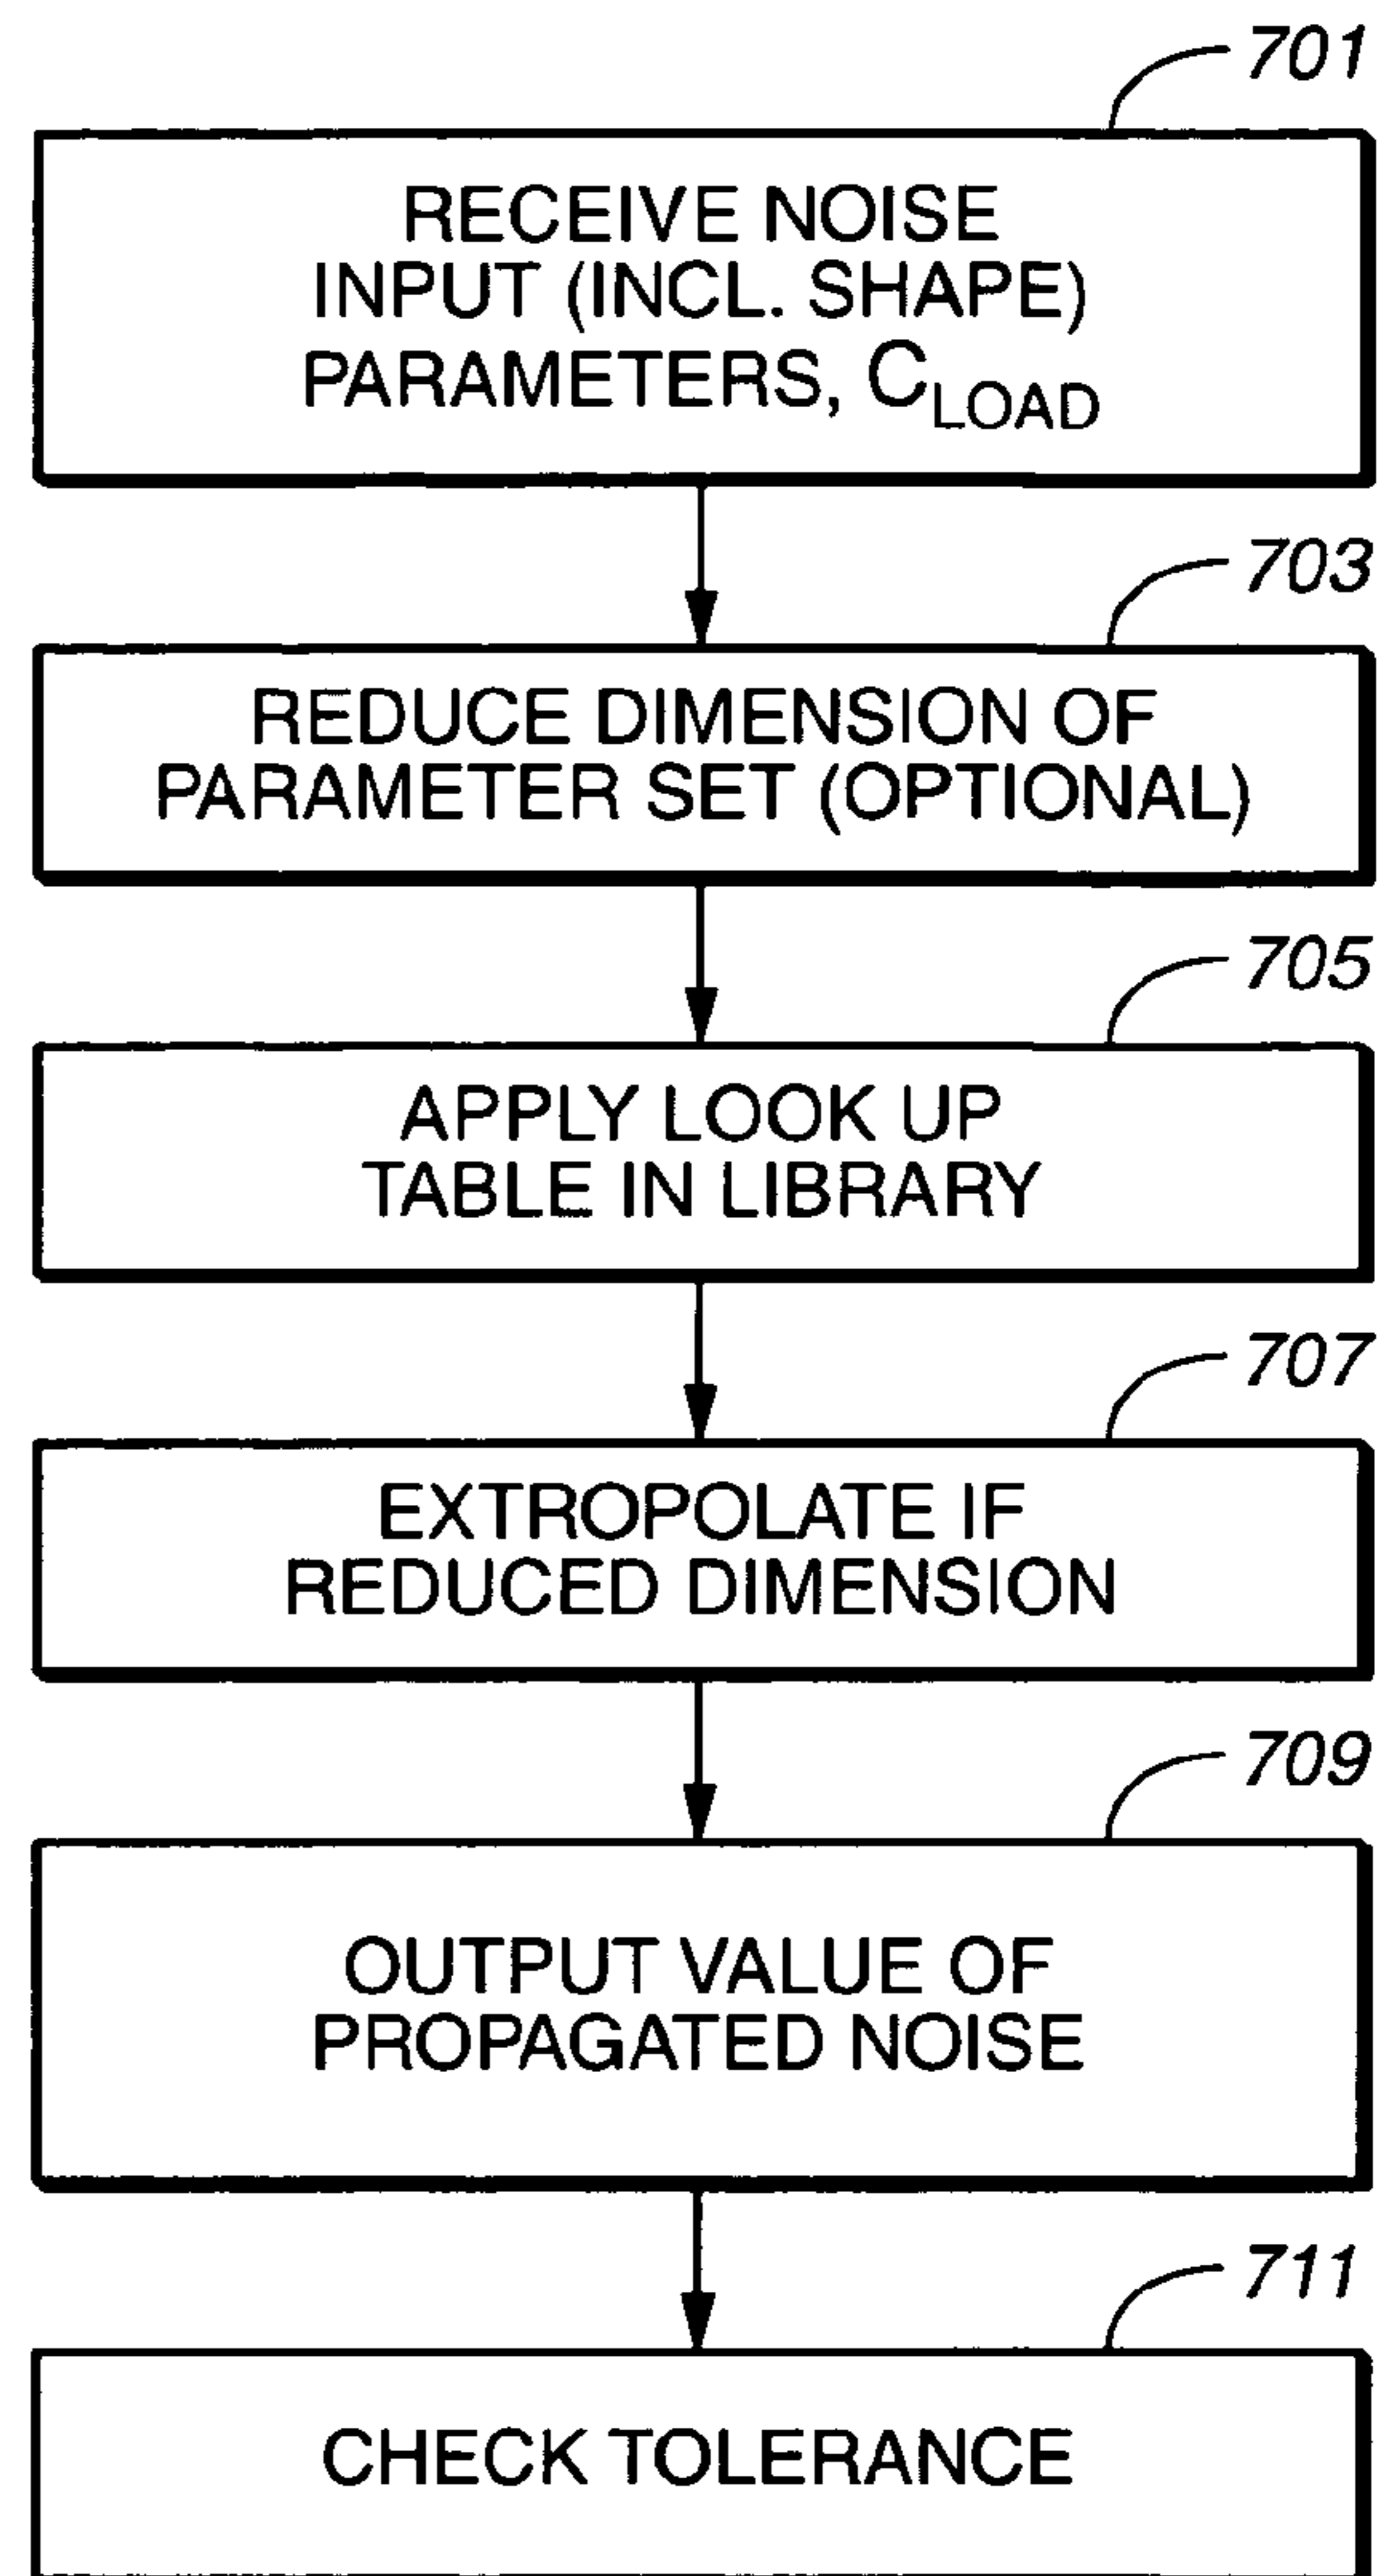 701
RECEIVE NOISE
INPUT (INCL. SHAPE)
PARAMETERS, CLOAD
703
REDUCE DIMENSION OF
PARAMETER SET (OPTIONAL)
705
APPLY LOOK UP
TABLE IN LIBRARY
707
EXTROPOLATE IF
REDUCED DIMENSION
709
OUTPUT VALUE OF
PROPAGATED NOISE
711
CHECK TOLERANCE